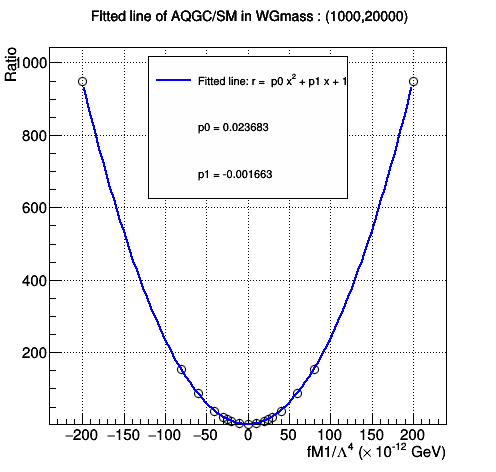 FItted line of AQGC/SM in WGmass : (1000,20000)
Ratio
1000
800
600
400
200
Fitted line: r = p0 x² + p1 x + 1
p0 = 0.023683
p1 = -0.001663
−200 −150 −100 −50 0 50 100 150 200
fM1/Λ⁴ (× 10⁻¹² GeV)